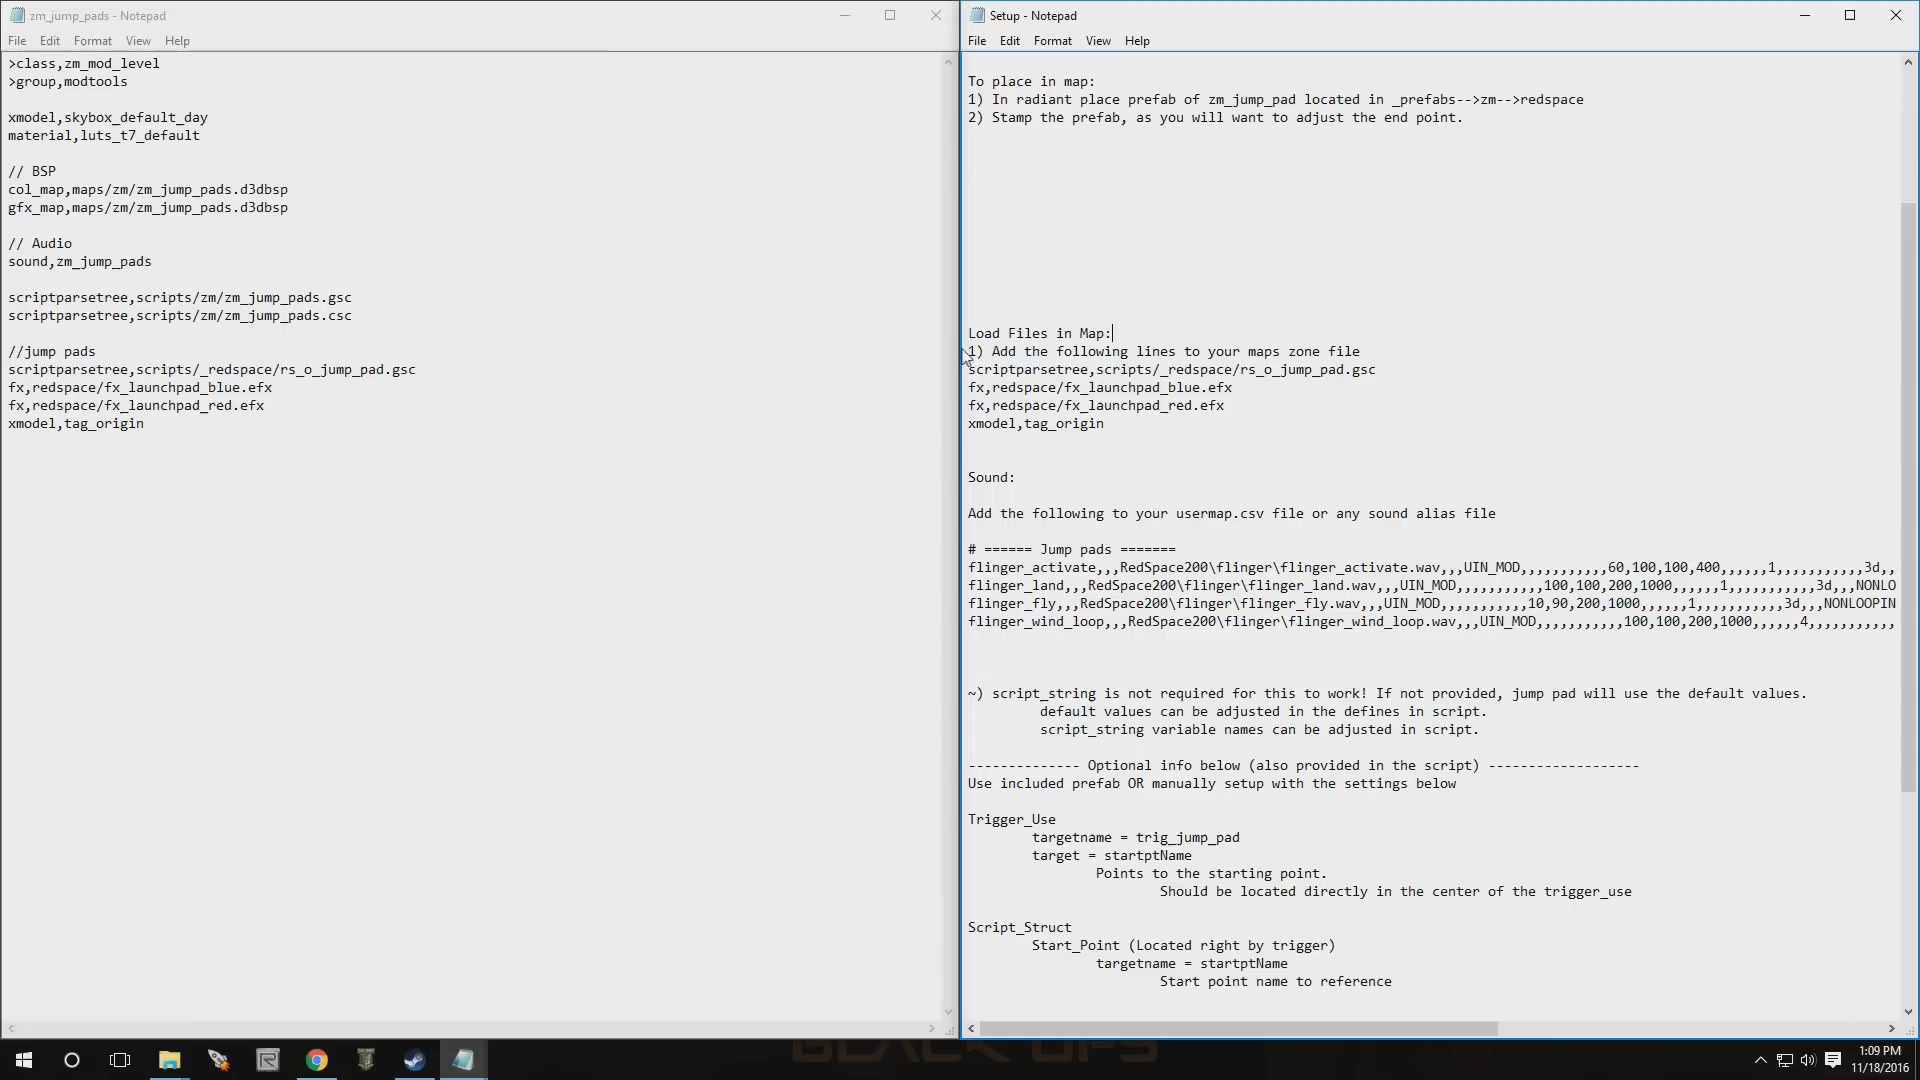 zm_jump_pads - Notepad
File Edit Format View Help
>class,zm_mod_level
>group,modtools
xmodel,skybox_default_day
material,luts_t7_default
// BSP
col_map,maps/zm/zm_jump_pads.d3dbsp
gfx_map,maps/zm/zm_jump_pads.d3dbsp
// Audio
sound,zm_jump_pads
scriptparsetree,scripts/zm/zm_jump_pads.gsc
scriptparsetree,scripts/zm/zm_jump_pads.csc
//jump pads
scriptparsetree,scripts/_redspace/rs_o_jump_pad.gsc
fx,redspace/fx_launchpad_blue.efx
fx,redspace/fx_launchpad_red.efx
xmodel,tag_origin
Setup - Notepad
File Edit Format View Help
To place in map:
1) In radiant place prefab of zm_jump_pad located in _prefabs-->zm-->redspace
2) Stamp the prefab, as you will want to adjust the end point.
Load Files in Map:
1) Add the following lines to your maps zone file
scriptparsetree,scripts/_redspace/rs_o_jump_pad.gsc
fx,redspace/fx_launchpad_blue.efx
fx,redspace/fx_launchpad_red.efx
xmodel,tag_origin
Sound:
Add the following to your usermap.csv file or any sound alias file
# ====== Jump pads =======
flinger_activate,,,RedSpace200\flinger\flinger_activate.wav,,,UIN_MOD,,,,,,,,,,,60,100,100,400,,,,,,1,,,,,,,,,,,3d,,
flinger_land,,,RedSpace200\flinger\flinger_land.wav,,,UIN_MOD,,,,,,,,,,,100,100,200,1000,,,,,,1,,,,,,,,,,,3d,,,NONLO
flinger_fly,,,RedSpace200\flinger\flinger_fly.wav,,,UIN_MOD,,,,,,,,,,,10,90,200,1000,,,,,,1,,,,,,,,,,,3d,,,NONLOOPIN
flinger_wind_loop,,,RedSpace200\flinger\flinger_wind_loop.wav,,,UIN_MOD,,,,,,,,,,,100,100,200,1000,,,,,,4,,,,,,,,,,,
~) script_string is not required for this to work! If not provided, jump pad will use the default values.
default values can be adjusted in the defines in script.
script_string variable names can be adjusted in script.
-------------- Optional info below (also provided in the script) -------------------
Use included prefab OR manually setup with the settings below
Trigger_Use
targetname = trig_jump_pad
target = startptName
Points to the starting point.
Should be located directly in the center of the trigger_use
Script_Struct
Start_Point (Located right by trigger)
targetname = startptName
Start point name to reference
BLACK OPS
1:09 PM
11/18/2016